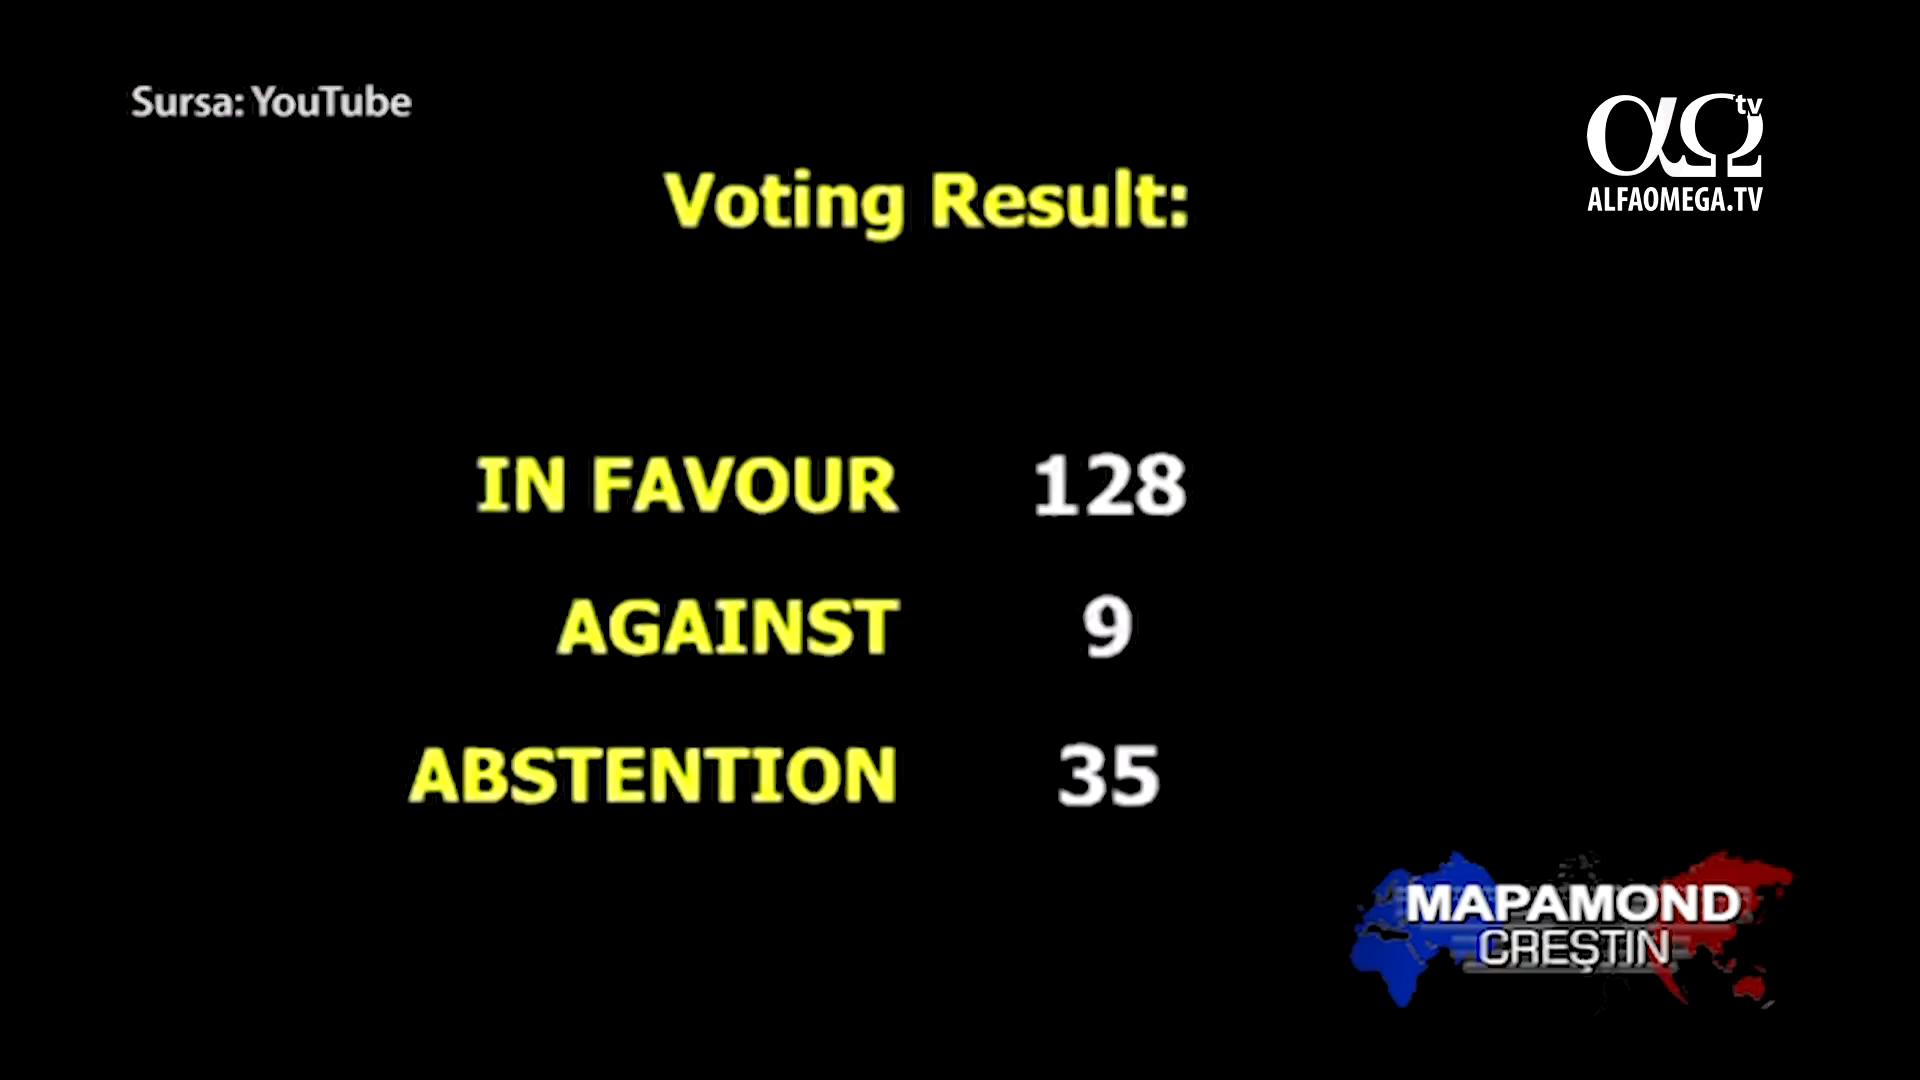 Sursa: YouTube
tv
ALFAOMEGA.TV
Voting Result:
IN FAVOUR 128
AGAINST 9
ABSTENTION 35
MAPAMOND
CREŞTIN